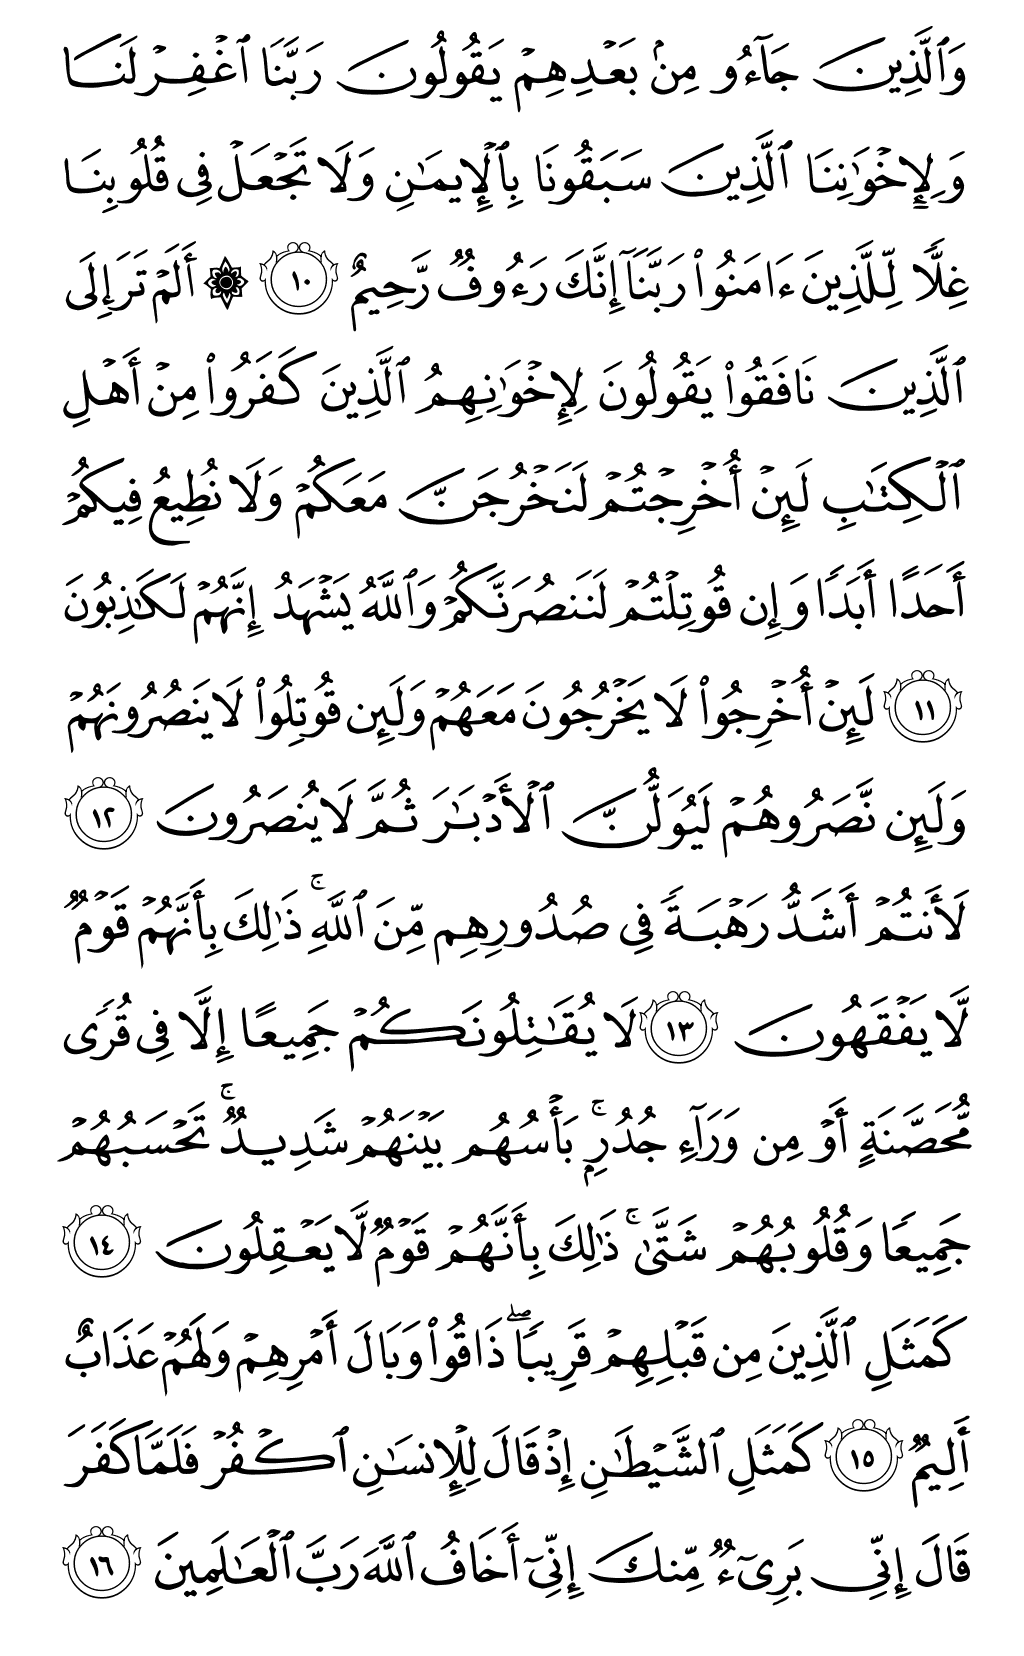 وَٱلَّذِينَ جَآءُو مِنۢ بَعۡدِهِمۡ يَقُولُونَ رَبَّنَا ٱغۡفِرۡ لَنَا
وَلِإِخۡوَٰنِنَا ٱلَّذِينَ سَبَقُونَا بِٱلۡإِيمَٰنِ وَلَا تَجۡعَلۡ فِي قُلُوبِنَا
غِلّٗا لِّلَّذِينَ ءَامَنُواْ رَبَّنَآ إِنَّكَ رَءُوفٞ رَّحِيمٌ ١٠ ۞ أَلَمۡ تَرَ إِلَى
ٱلَّذِينَ نَافَقُواْ يَقُولُونَ لِإِخۡوَٰنِهِمُ ٱلَّذِينَ كَفَرُواْ مِنۡ أَهۡلِ
ٱلۡكِتَٰبِ لَئِنۡ أُخۡرِجۡتُمۡ لَنَخۡرُجَنَّ مَعَكُمۡ وَلَا نُطِيعُ فِيكُمۡ
أَحَدًا أَبَدٗا وَإِن قُوتِلۡتُمۡ لَنَنصُرَنَّكُمۡ وَٱللَّهُ يَشۡهَدُ إِنَّهُمۡ لَكَٰذِبُونَ
١١ لَئِنۡ أُخۡرِجُواْ لَا يَخۡرُجُونَ مَعَهُمۡ وَلَئِن قُوتِلُواْ لَا يَنصُرُونَهُمۡ
وَلَئِن نَّصَرُوهُمۡ لَيُوَلُّنَّ ٱلۡأَدۡبَٰرَ ثُمَّ لَا يُنصَرُونَ ١٢
لَأَنتُمۡ أَشَدُّ رَهۡبَةٗ فِي صُدُورِهِم مِّنَ ٱللَّهِۚ ذَٰلِكَ بِأَنَّهُمۡ قَوۡمٞ
لَّا يَفۡقَهُونَ ١٣ لَا يُقَٰتِلُونَكُمۡ جَمِيعًا إِلَّا فِي قُرٗى
مُّحَصَّنَةٍ أَوۡ مِن وَرَآءِ جُدُرِۭۚ بَأۡسُهُم بَيۡنَهُمۡ شَدِيدٞۚ تَحۡسَبُهُمۡ
جَمِيعٗا وَقُلُوبُهُمۡ شَتَّىٰۚ ذَٰلِكَ بِأَنَّهُمۡ قَوۡمٞ لَّا يَعۡقِلُونَ ١٤
كَمَثَلِ ٱلَّذِينَ مِن قَبۡلِهِمۡ قَرِيبٗاۖ ذَاقُواْ وَبَالَ أَمۡرِهِمۡ وَلَهُمۡ عَذَابٌ
أَلِيمٞ ١٥ كَمَثَلِ ٱلشَّيۡطَٰنِ إِذۡ قَالَ لِلۡإِنسَٰنِ ٱكۡفُرۡ فَلَمَّا كَفَرَ
قَالَ إِنِّي بَرِيٓءٞ مِّنكَ إِنِّيٓ أَخَافُ ٱللَّهَ رَبَّ ٱلۡعَٰلَمِينَ ١٦